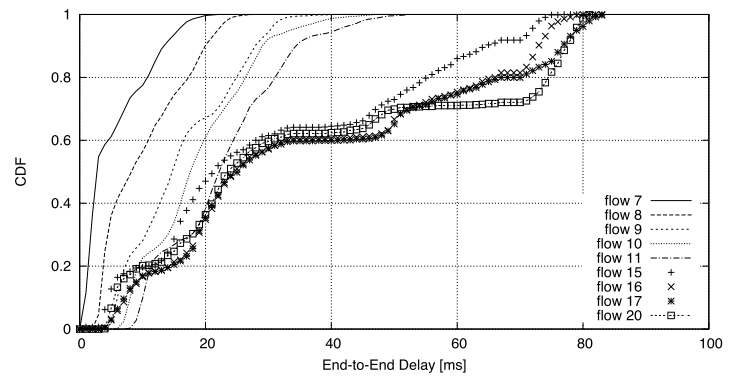 1
0.8
0.6
0.4
0.2
0
CDF
0
20
40
60
80
100
End-to-End Delay [ms]
flow 7
flow 8
flow 9
flow 10
flow 11
flow 15
flow 16
flow 17
flow 20